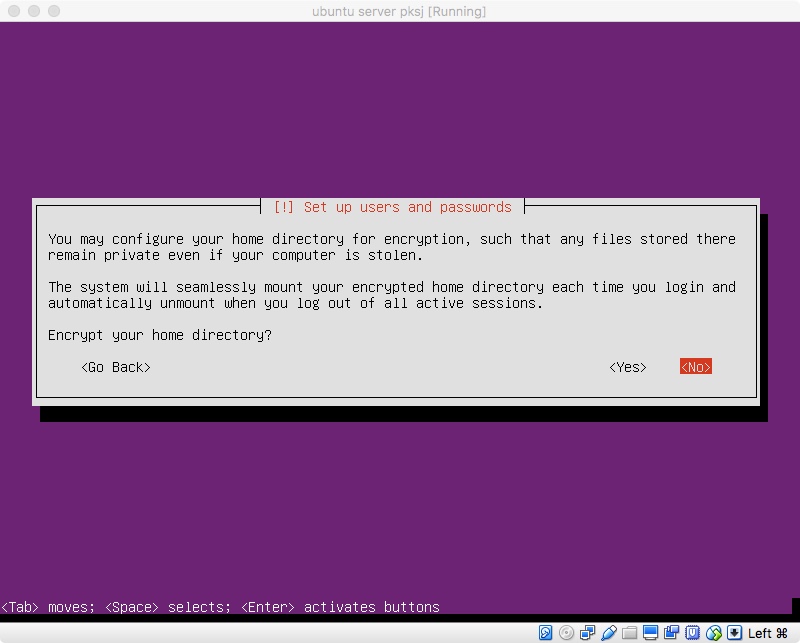 ubuntu server pksj [Running]
[!] Set up users and passwords
You may configure your home directory for encryption, such that any files stored there
remain private even if your computer is stolen.
The system will seamlessly mount your encrypted home directory each time you login and
automatically unmount when you log out of all active sessions.
Encrypt your home directory?
<Go Back> <Yes> <No>
<Tab> moves; <Space> selects; <Enter> activates buttons
Left ⌘